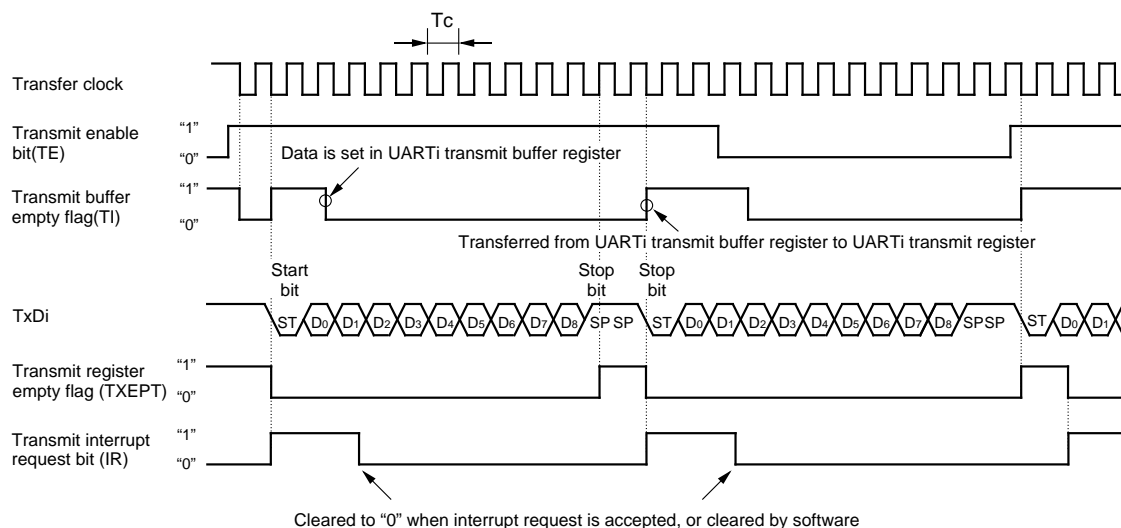 Tc
Transfer clock
Transmit enable
bit(TE)
“1”
“0”
Data is set in UARTi transmit buffer register
Transmit buffer
empty flag(TI)
“1”
“0”
Transferred from UARTi transmit buffer register to UARTi transmit register
Start
bit
Stop
bit
Stop
bit
TxDi
ST D0 D1 D2 D3 D4 D5 D6 D7 D8 SP SP ST D0 D1 D2 D3 D4 D5 D6 D7 D8 SPSP ST D0 D1
Transmit register
empty flag (TXEPT)
“1”
“0”
Transmit interrupt
request bit (IR)
“1”
“0”
Cleared to “0” when interrupt request is accepted, or cleared by software